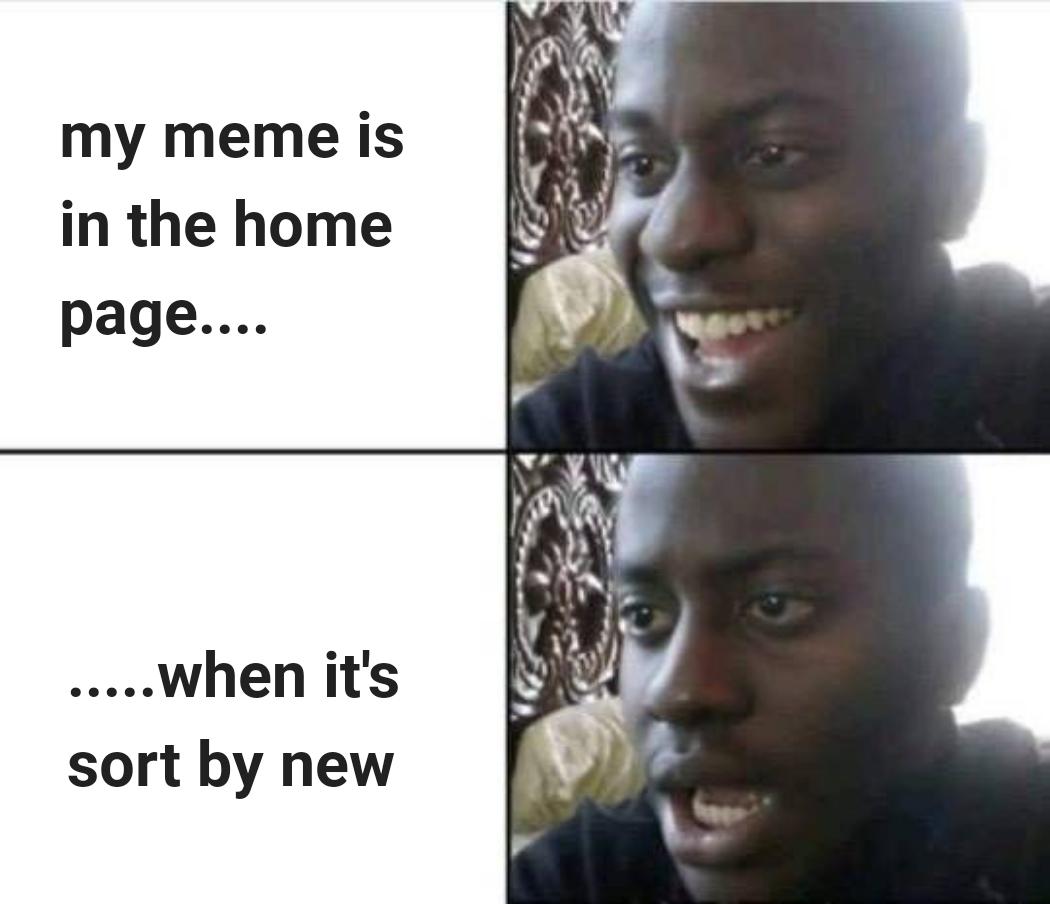 my meme is
in the home
page....
.....when it's
sort by new